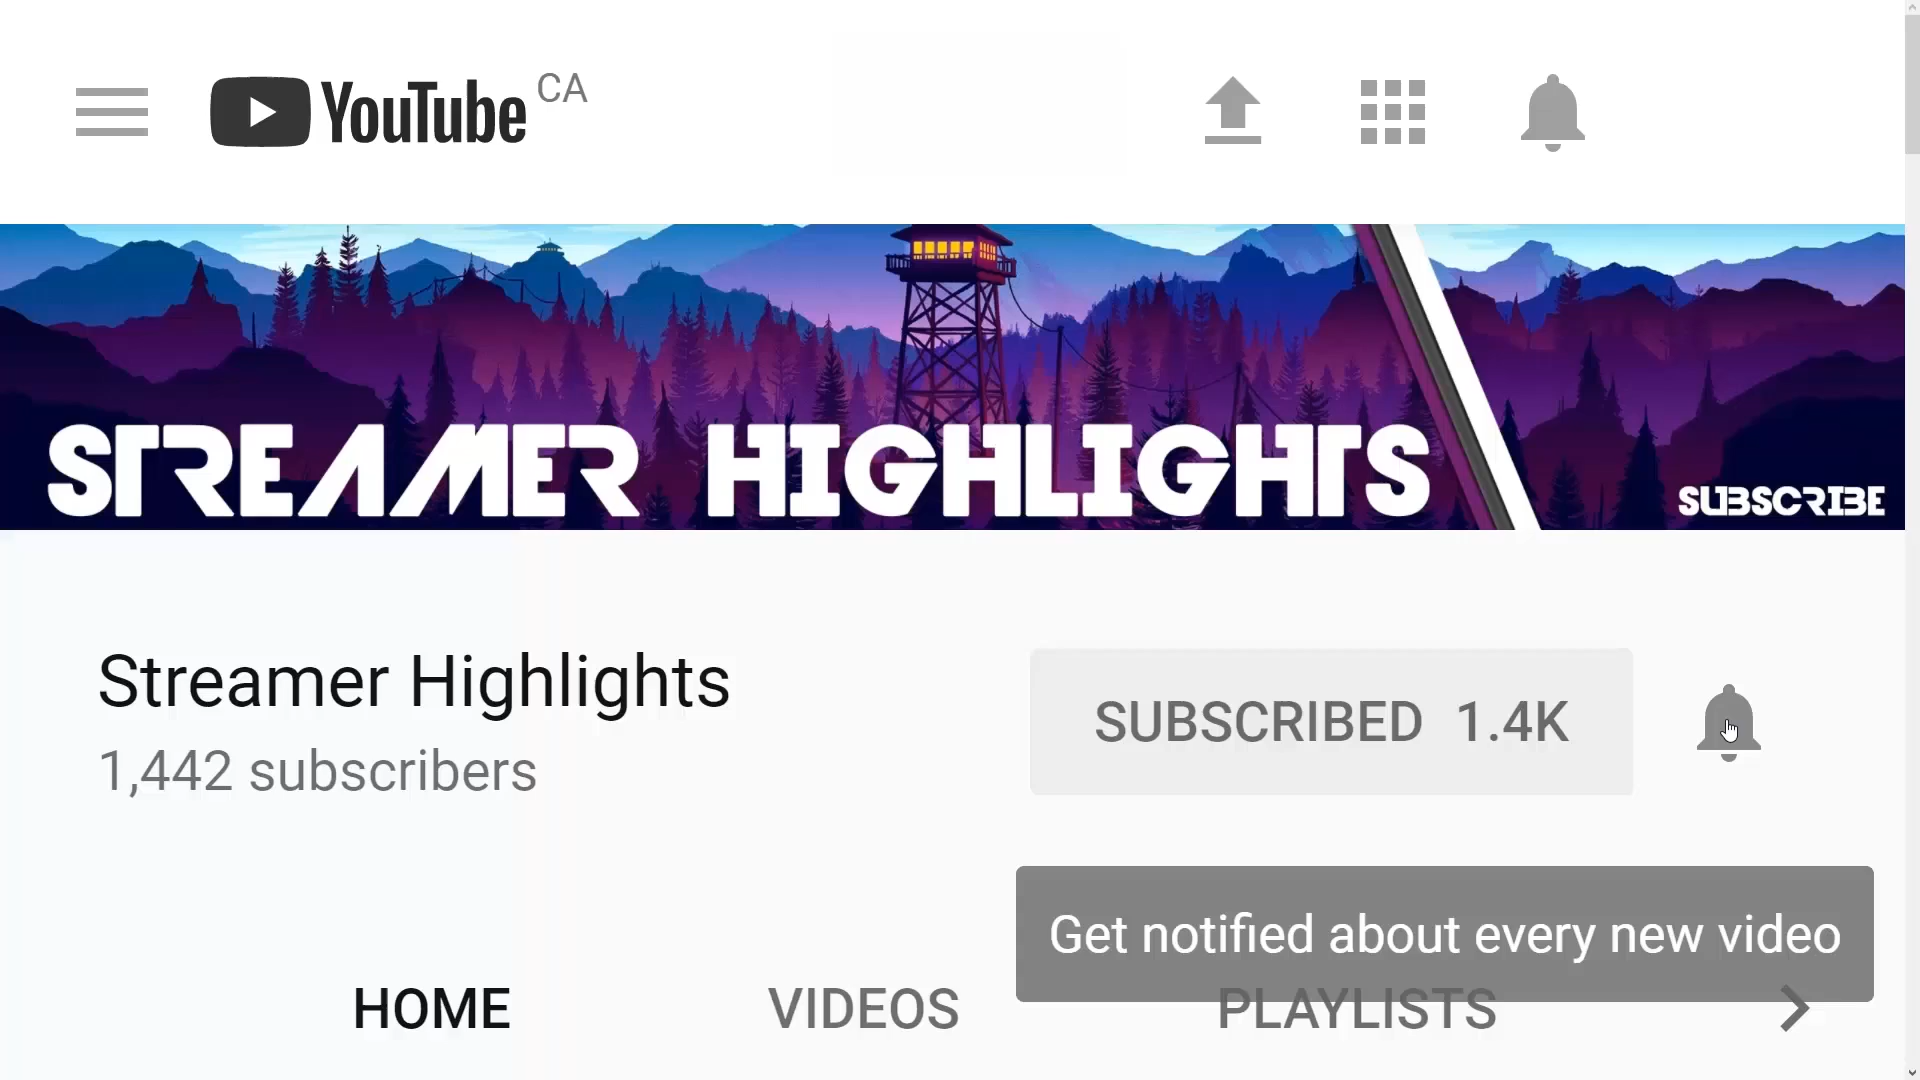 YouTube CA
STREAMER HIGHLIGHTS
SUBSCRIBE
Streamer Highlights
1,442 subscribers
SUBSCRIBED 1.4K
Get notified about every new video
HOME VIDEOS PLAYLISTS